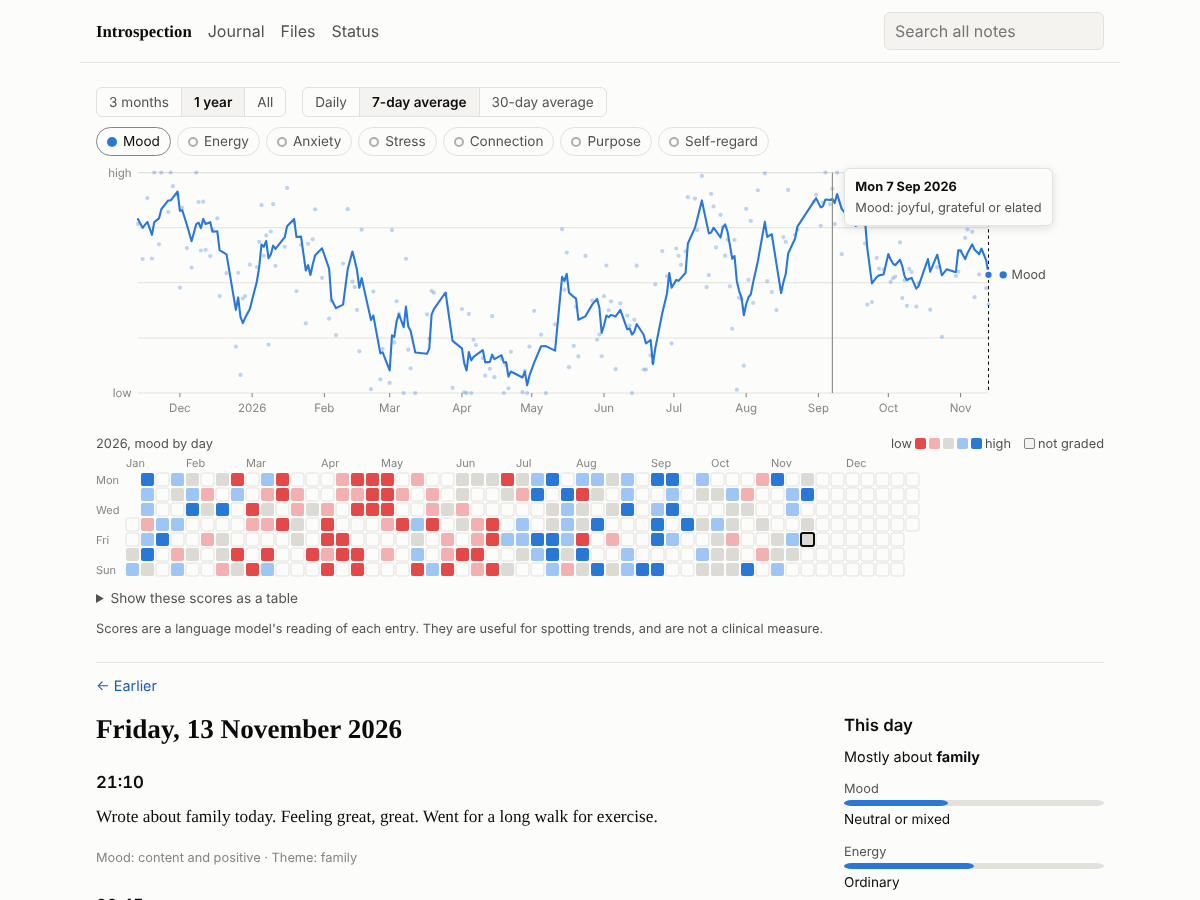 Introspection Journal Files Status Search all notes
3 months 1 year All Daily 7-day average 30-day average
Mood Energy Anxiety Stress Connection Purpose Self-regard
high
Mon 7 Sep 2026
Mood: joyful, grateful or elated
Mood
low
Dec 2026 Feb Mar Apr May Jun Jul Aug Sep Oct Nov
2026, mood by day low high not graded
Jan Feb Mar Apr May Jun Jul Aug Sep Oct Nov Dec
Mon
Wed
Fri
Sun
▶ Show these scores as a table
Scores are a language model's reading of each entry. They are useful for spotting trends, and are not a clinical measure.
← Earlier
Friday, 13 November 2026
21:10
Wrote about family today. Feeling great, great. Went for a long walk for exercise.
Mood: content and positive · Theme: family
This day
Mostly about family
Mood
Neutral or mixed
Energy
Ordinary